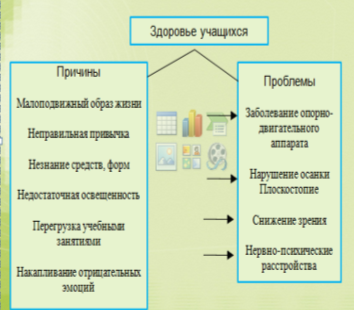 Здоровье учащихся
Причины
Малоподвижный образ жизни
Неправильная привычка
Незнание средств, форм
Недостаточная освещенность
Перегрузка учебными
занятиями
Накапливание отрицательных
эмоций
Проблемы
Заболевание опорно-
двигательного
аппарата
Нарушение осанки
Плоскостопие
Снижение зрения
Нервно-психические
расстройства